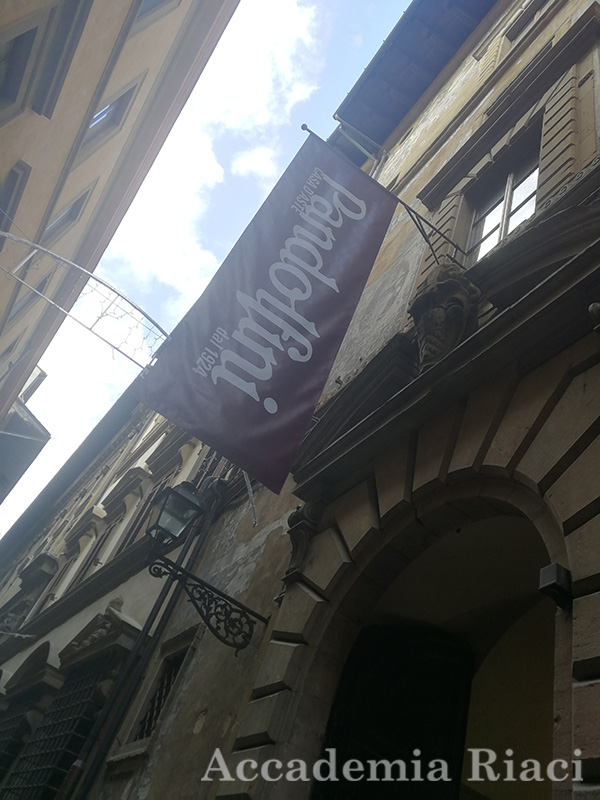 CASA D'ASTE
Pandolfini
dal 1924
Accademia Riaci